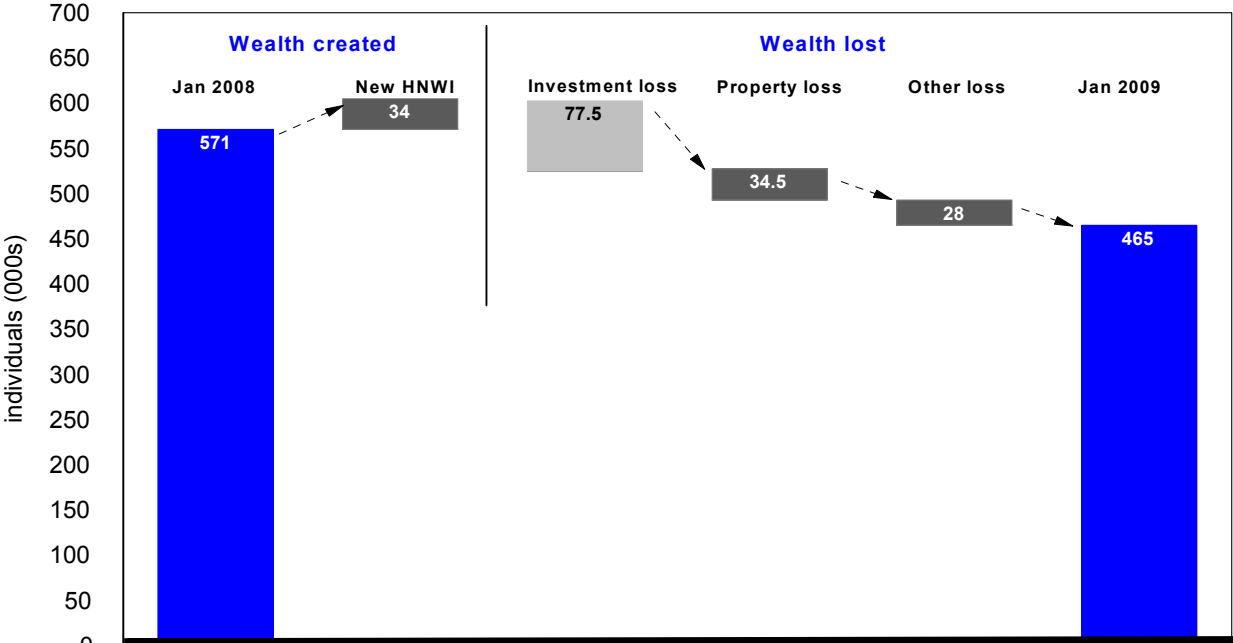 700
650
600
550
500
450
400
350
300
250
200
150
100
50
0
individuals (000s)
Wealth created
Wealth lost
Jan 2008
New HNWI
Investment loss
Property loss
Other loss
Jan 2009
571
34
77.5
34.5
28
465